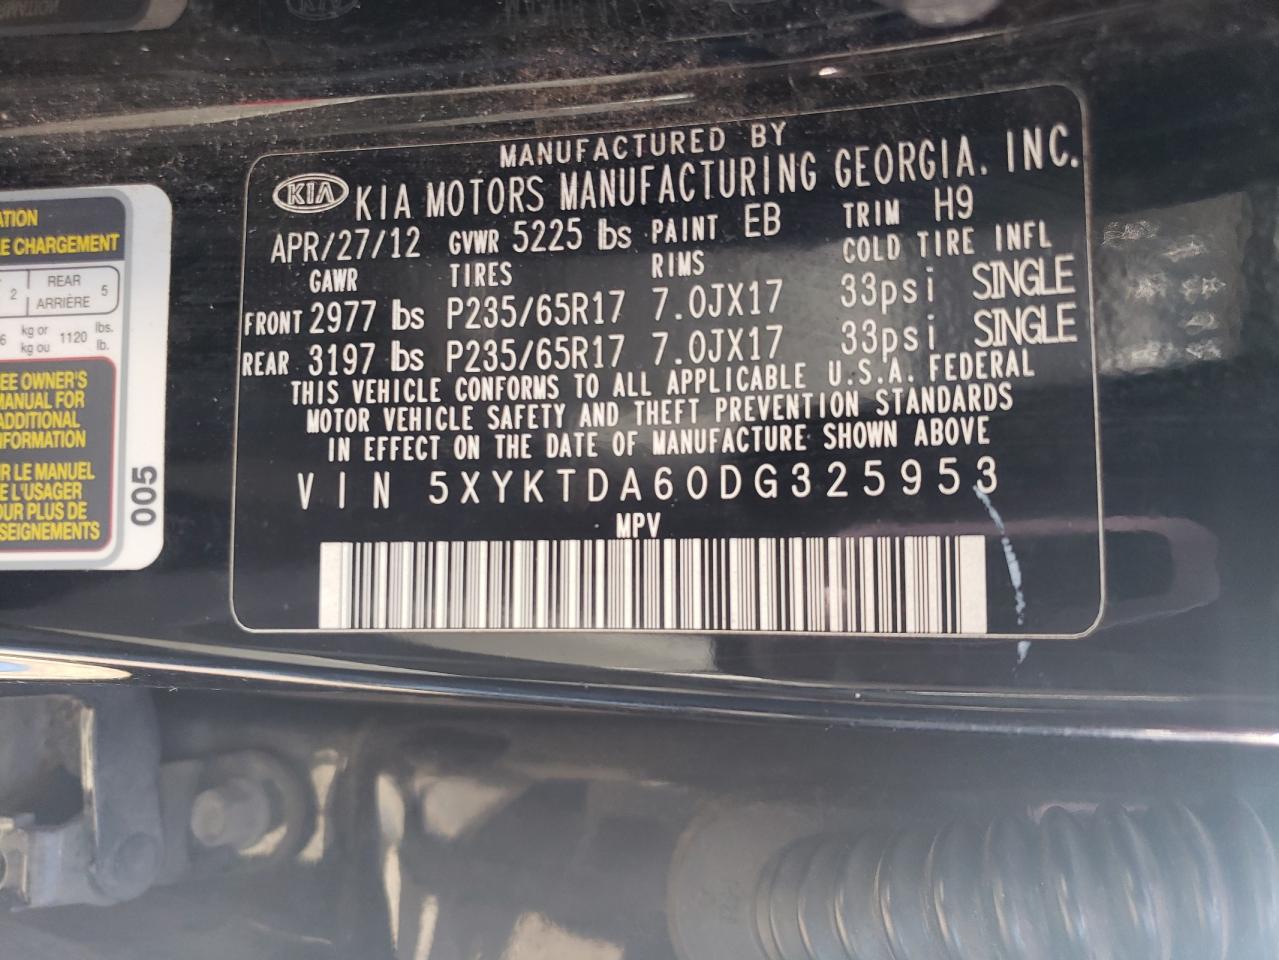 MANUFACTURED BY
KIA KIA MOTORS MANUFACTURING GEORGIA. INC.
APR/27/12 GVWR 5225 lbs PAINT EB TRIM H9
GAWR TIRES RIMS COLD TIRE INFL
FRONT 2977 lbs P235/65R17 7.0JX17 33psi SINGLE
REAR 3197 lbs P235/65R17 7.0JX17 33psi SINGLE
THIS VEHICLE CONFORMS TO ALL APPLICABLE U.S.A. FEDERAL
MOTOR VEHICLE SAFETY AND THEFT PREVENTION STANDARDS
IN EFFECT ON THE DATE OF MANUFACTURE SHOWN ABOVE
VIN 5XYKTDA60DG325953
MPV
ATION
E CHARGEMENT
2 REAR 5
ARRIÈRE
6 kg or 1120 lbs.
kg ou lb.
EE OWNER'S
MANUAL FOR
ADDITIONAL
NFORMATION
R LE MANUEL
E L'USAGER
OUR PLUS DE
SEIGNEMENTS
005